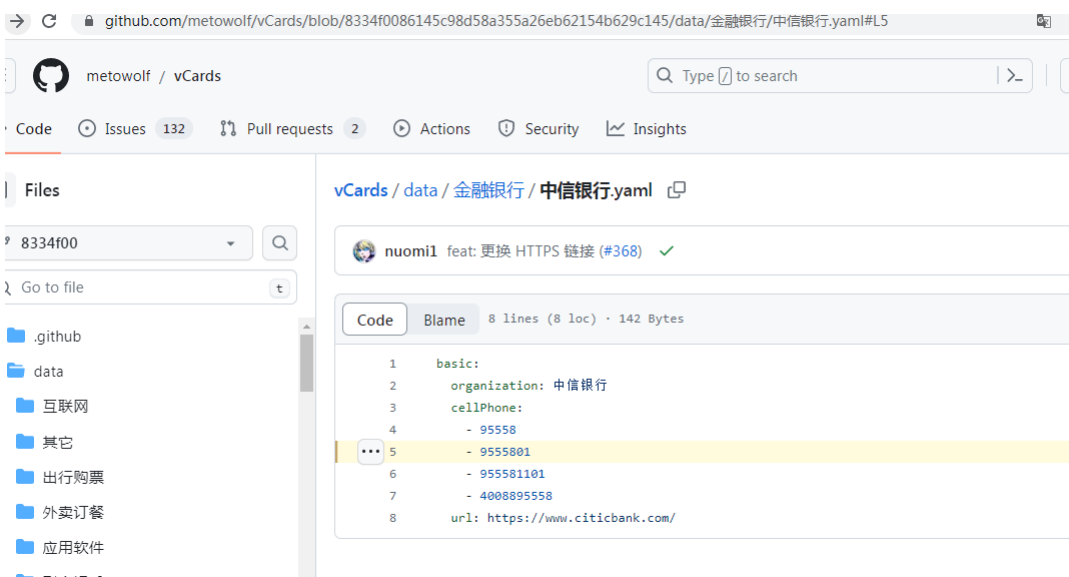 github.com/metowolf/vCards/blob/8334f0086145c98d58a355a26eb62154b629c145/data/金融银行/中信银行.yaml#L5
metowolf / vCards
Type / to search
Code Issues 132 Pull requests 2 Actions Security Insights
Files
vCards / data / 金融银行 / 中信银行.yaml
8334f00
nuomi1 feat: 更换 HTTPS 链接 (#368)
Go to file t
Code Blame 8 lines (8 loc) · 142 Bytes
.github
data
互联网
其它
出行购票
外卖订餐
应用软件
1 basic:
2 organization: 中信银行
3 cellPhone:
4 - 95558
5 - 9555801
6 - 955581101
7 - 4008895558
8 url: https://www.citicbank.com/